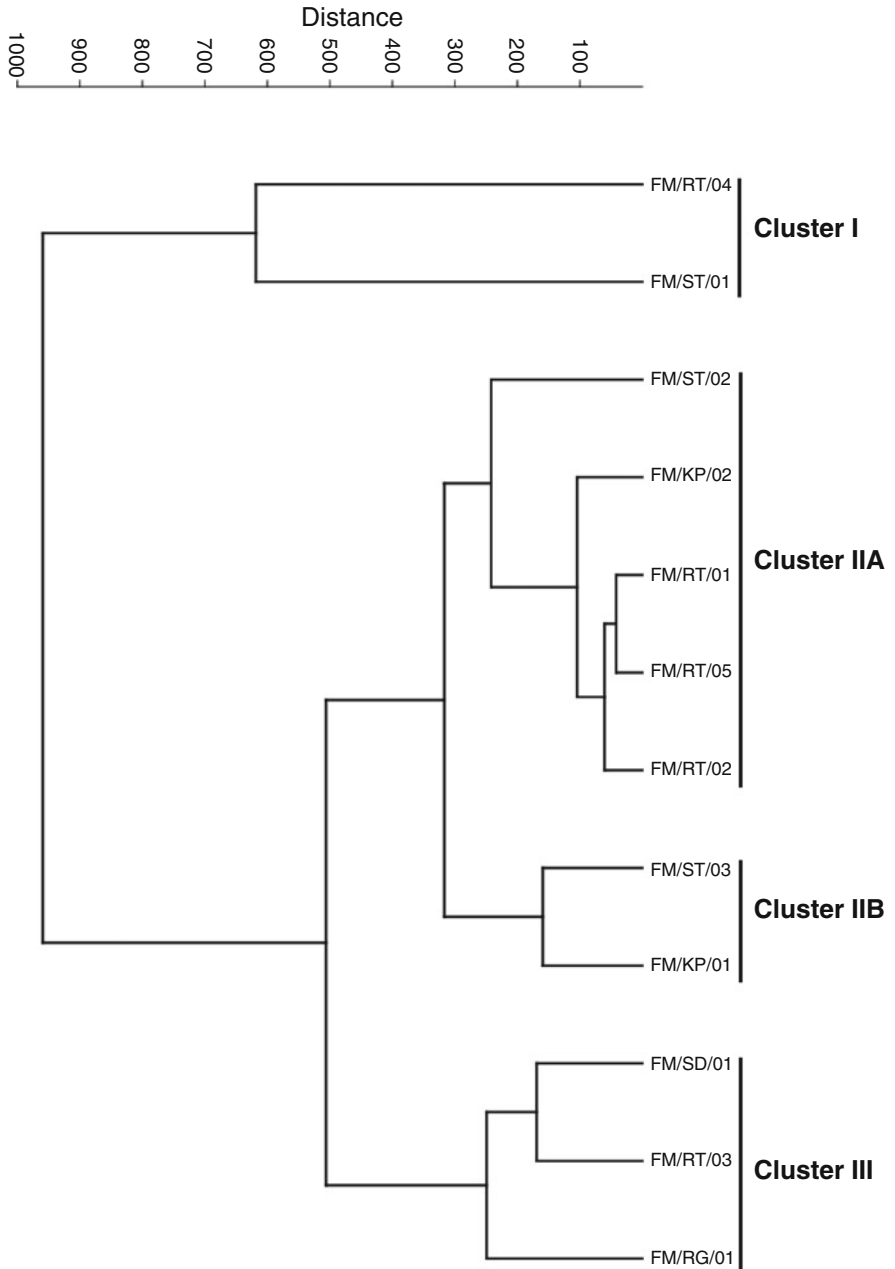 Distance
1000 900 800 700 600 500 400 300 200 100
FM/RT/04
Cluster I
FM/ST/01
FM/ST/02
FM/KP/02
Cluster IIA
FM/RT/01
FM/RT/05
FM/RT/02
FM/ST/03
Cluster IIB
FM/KP/01
FM/SD/01
FM/RT/03
Cluster III
FM/RG/01